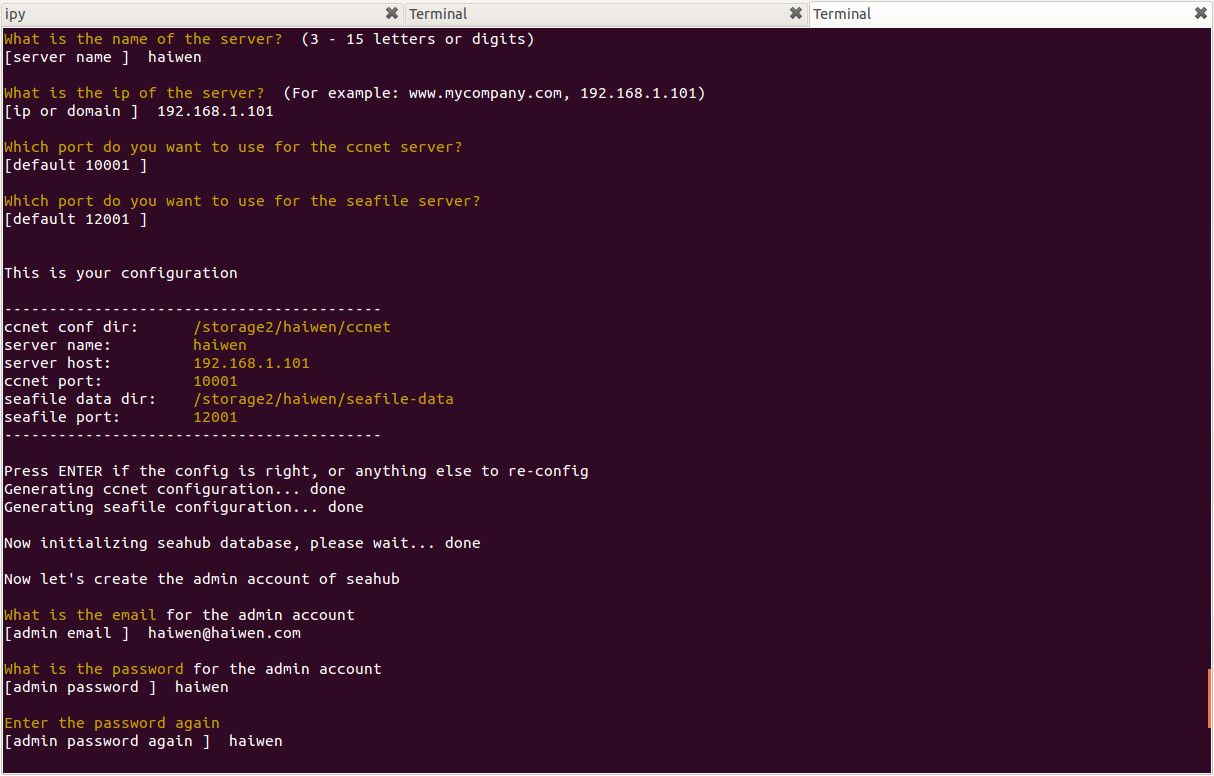 ipy
Terminal
Terminal
What is the name of the server?  (3 - 15 letters or digits)
[server name ]  haiwen
What is the ip of the server?  (For example: www.mycompany.com, 192.168.1.101)
[ip or domain ]  192.168.1.101
Which port do you want to use for the ccnet server?
[default 10001 ]
Which port do you want to use for the seafile server?
[default 12001 ]
This is your configuration
------------------------------------------
ccnet conf dir:      /storage2/haiwen/ccnet
server name:         haiwen
server host:         192.168.1.101
ccnet port:          10001
seafile data dir:    /storage2/haiwen/seafile-data
seafile port:        12001
------------------------------------------
Press ENTER if the config is right, or anything else to re-config
Generating ccnet configuration... done
Generating seafile configuration... done
Now initializing seahub database, please wait... done
Now let's create the admin account of seahub
What is the email for the admin account
[admin email ]  haiwen@haiwen.com
What is the password for the admin account
[admin password ]  haiwen
Enter the password again
[admin password again ]  haiwen